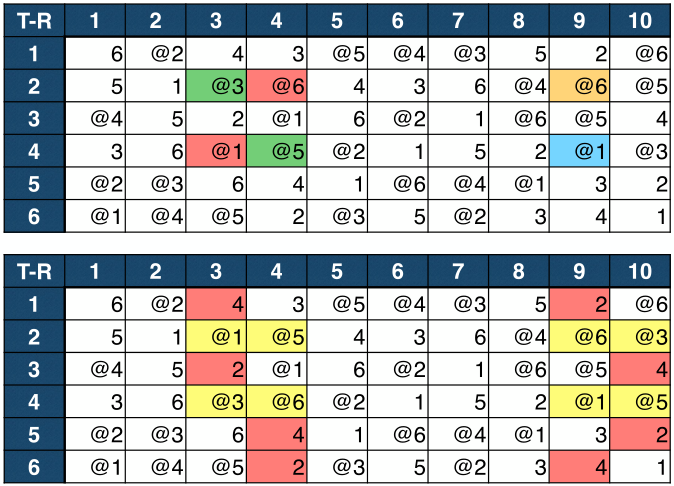 T-R 1 2 3 4 5 6 7 8 9 10
1 6 @2 4 3 @5 @4 @3 5 2 @6
2 5 1 @3 @6 4 3 6 @4 @6 @5
3 @4 5 2 @1 6 @2 1 @6 @5 4
4 3 6 @1 @5 @2 1 5 2 @1 @3
5 @2 @3 6 4 1 @6 @4 @1 3 2
6 @1 @4 @5 2 @3 5 @2 3 4 1
T-R 1 2 3 4 5 6 7 8 9 10
1 6 @2 4 3 @5 @4 @3 5 2 @6
2 5 1 @1 @5 4 3 6 @4 @6 @3
3 @4 5 2 @1 6 @2 1 @6 @5 4
4 3 6 @3 @6 @2 1 5 2 @1 @5
5 @2 @3 6 4 1 @6 @4 @1 3 2
6 @1 @4 @5 2 @3 5 @2 3 4 1